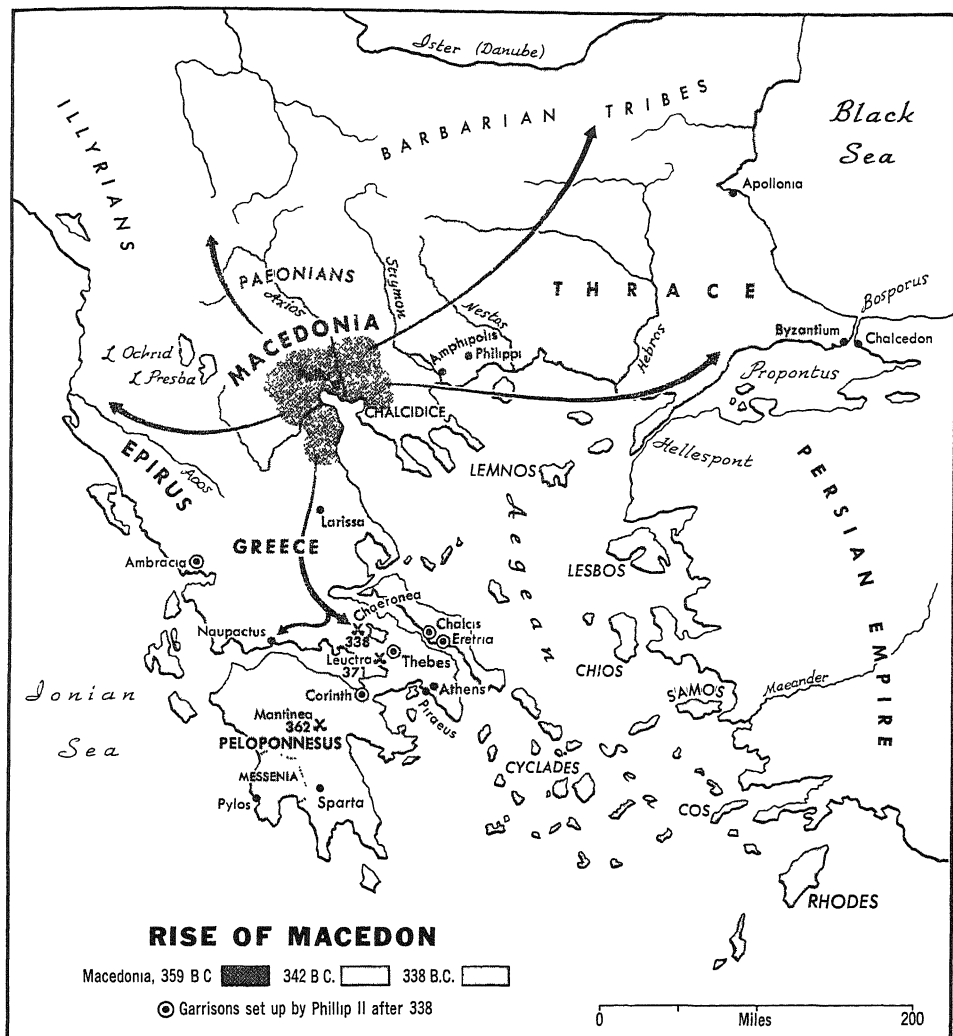 Ister (Danube)
ILLYRIANS
BARBARIAN TRIBES
Black
Sea
Apollonia
PAEONIANS
Axios
Strymon
THRACE
Nestos
Hebros
Bosporus
MACEDONIA
Byzantium
Chalcedon
L Ochrid
L Presba
Amphipolis
Philippi
Propontus
CHALCIDICE
Hellespont
EPIRUS
Aoos
LEMNOS
PERSIAN EMPIRE
Larissa
Aegean Sea
GREECE
Ambracia
LESBOS
Chaeronea
338
Chalcis
Eretria
Naupactus
Leuctra
371
Thebes
CHIOS
Ionian
Sea
Corinth
Athens
Piraeus
SAMOS
Maeander
Mantinea
362
PELOPONNESUS
CYCLADES
MESSENIA
Pylos
Sparta
COS
RHODES
RISE OF MACEDON
Macedonia, 359 B C 342 B C. 338 B.C.
Garrisons set up by Phillip II after 338
0 Miles 200